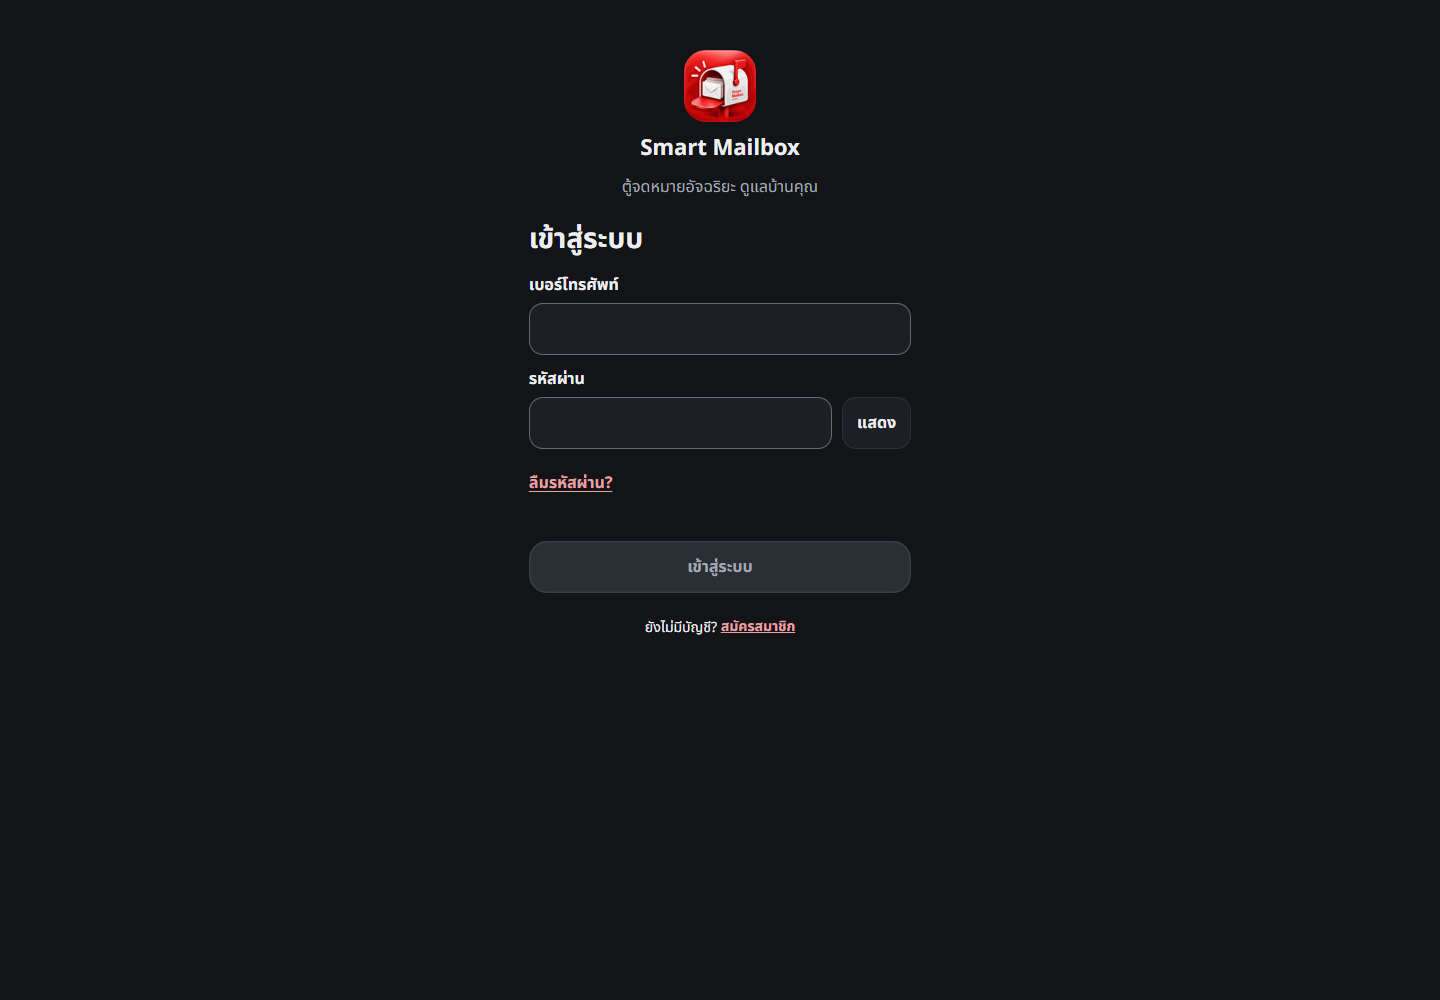 Smart Mailbox
ตู้จดหมายอัจฉริยะ ดูแลบ้านคุณ
เข้าสู่ระบบ
เบอร์โทรศัพท์
รหัสผ่าน
แสดง
ลืมรหัสผ่าน?
เข้าสู่ระบบ
ยังไม่มีบัญชี? สมัครสมาชิก